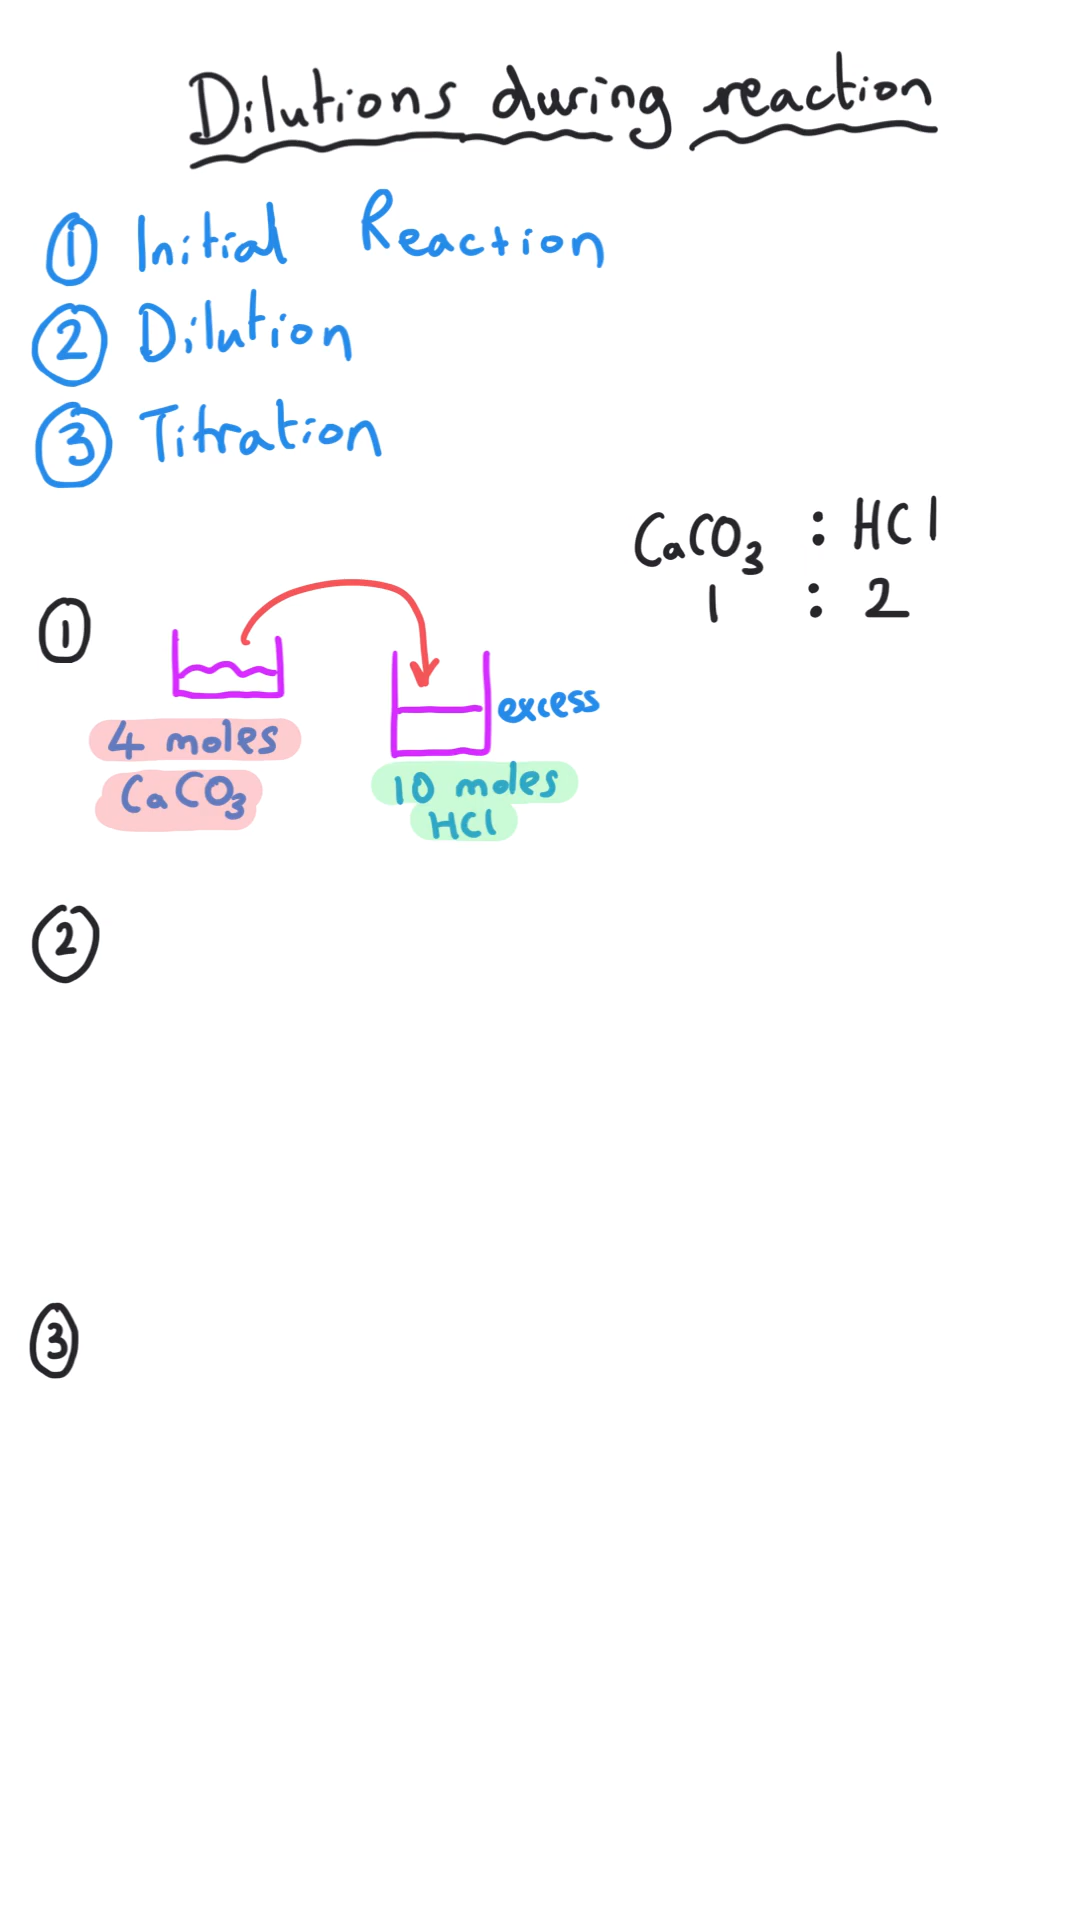 Dilutions during reaction
① Initial Reaction
② Dilution
③ Titration
CaCO₃ : HCl
1 : 2
①
excess
4 moles
CaCO₃
10 moles
HCl
②
③